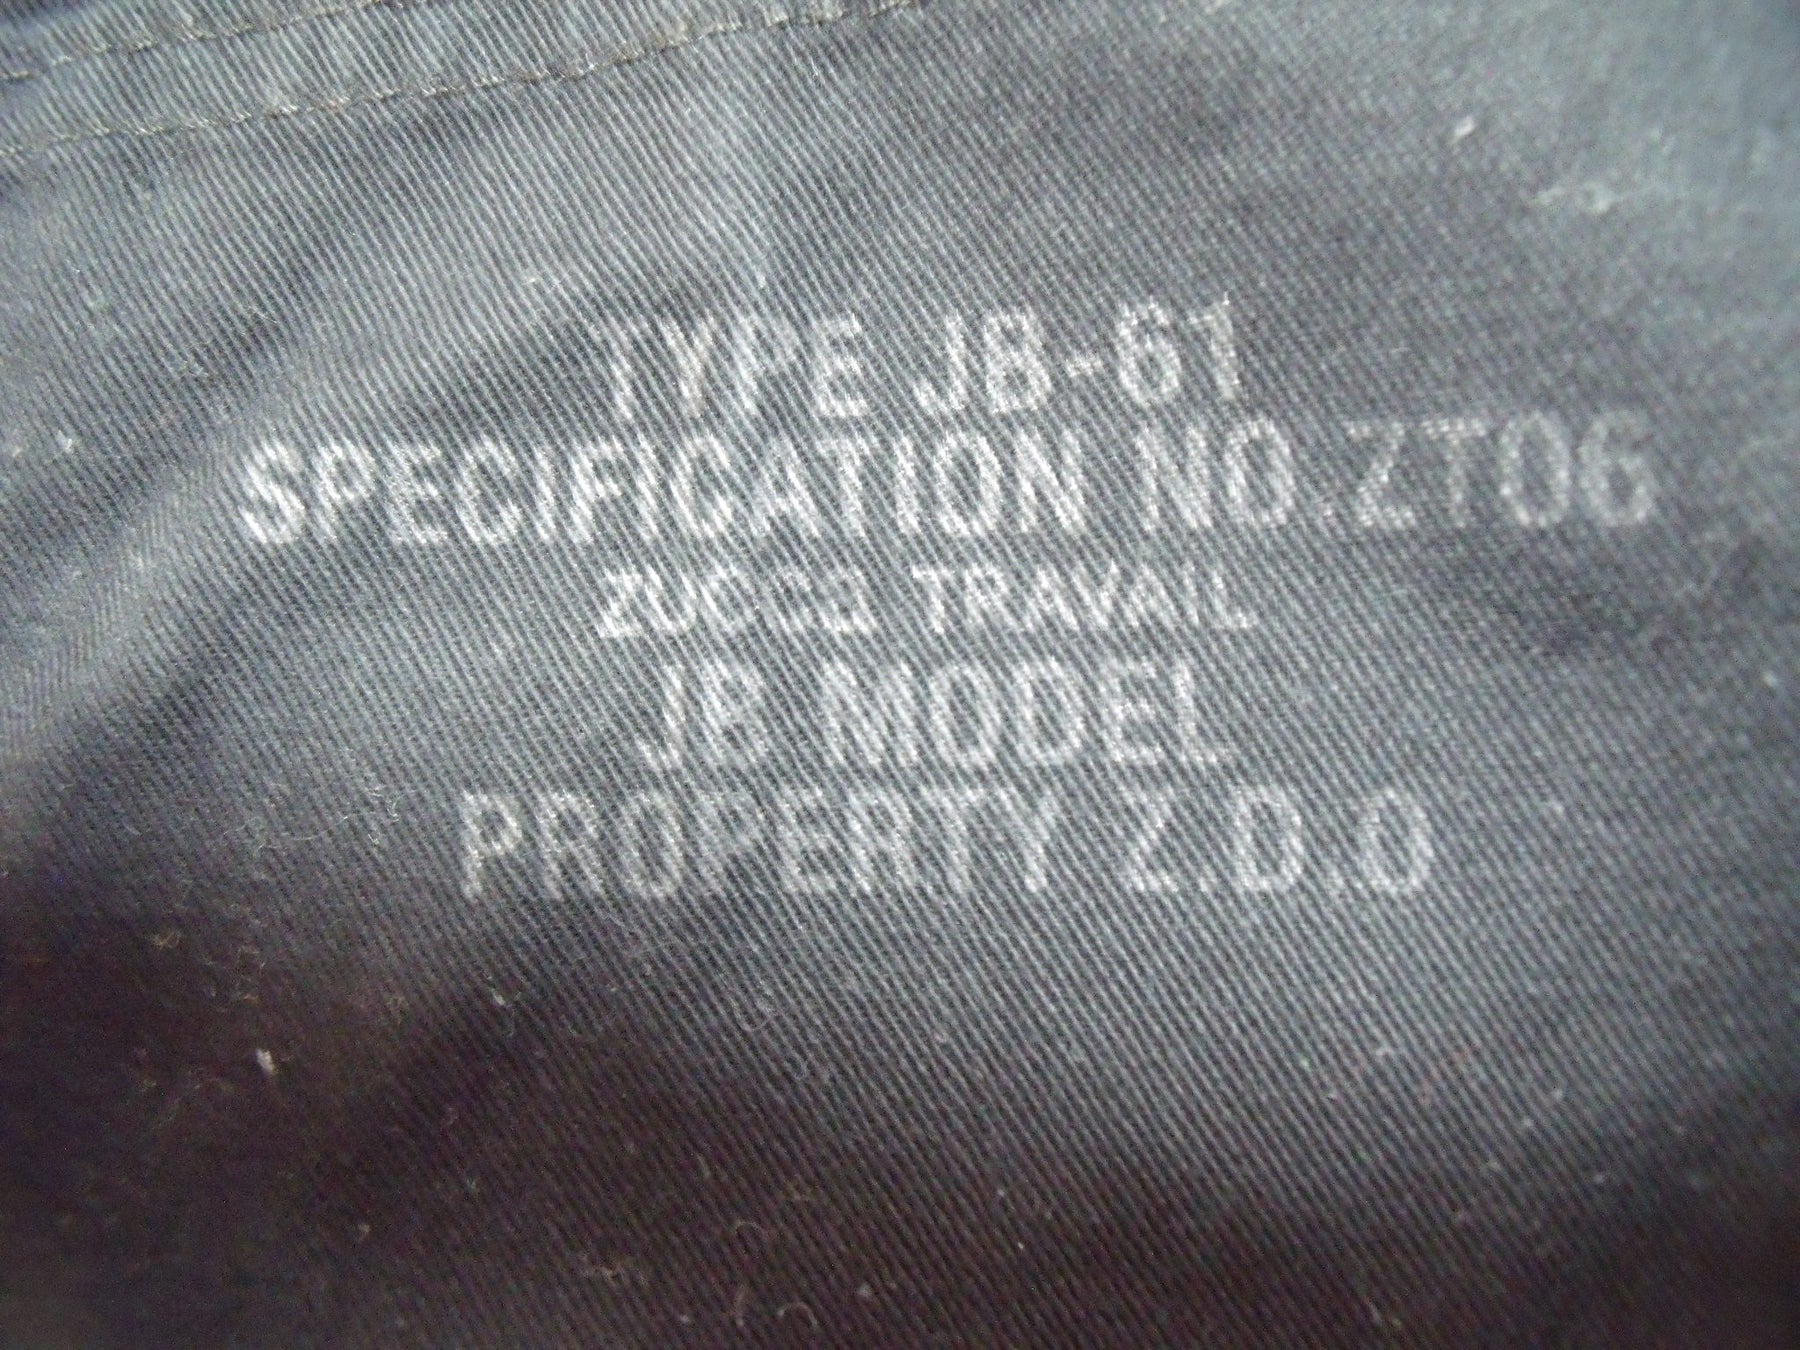 TYPE JB-61
SPECIFICATION NO.ZT06
ZUCCa TRAVAIL
JB MODEL
PROPERTY Z.D.O